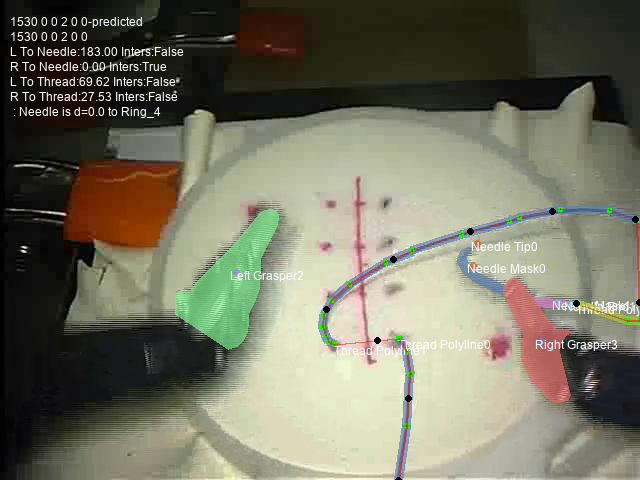 1530 0 0 2 0 0-predicted
1530 0 0 2 0 0
L To Needle:183.00 Inters:False
R To Needle:0.00 Inters:True
L To Thread:69.62 Inters:False
R To Thread:27.53 Inters:False
: Needle is d=0.0 to Ring_4
Needle Tip0
Needle Mask0
Left Grasper2
Thread Polyline1
Thread Polyline0
Right Grasper3